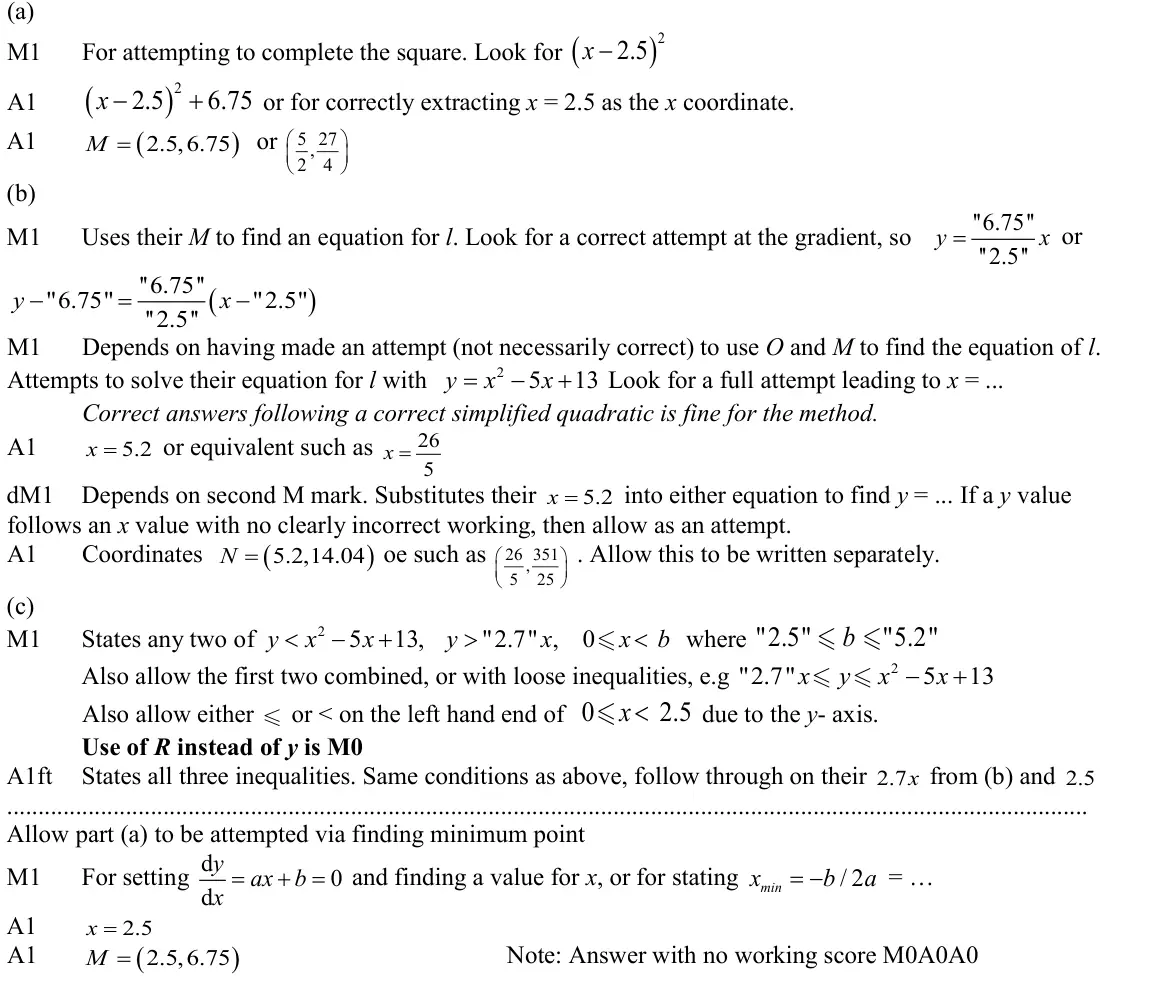 (a)
M1 For attempting to complete the square. Look for (x − 2.5)²
A1 (x − 2.5)² + 6.75 or for correctly extracting x = 2.5 as the x coordinate.
A1 M = (2.5, 6.75) or (5/2, 27/4)
(b)
M1 Uses their M to find an equation for l. Look for a correct attempt at the gradient, so y = "6.75"/"2.5" x or
y − "6.75" = "6.75"/"2.5" (x − "2.5")
M1 Depends on having made an attempt (not necessarily correct) to use O and M to find the equation of l.
Attempts to solve their equation for l with y = x² − 5x + 13 Look for a full attempt leading to x = ...
Correct answers following a correct simplified quadratic is fine for the method.
A1 x = 5.2 or equivalent such as x = 26/5
dM1 Depends on second M mark. Substitutes their x = 5.2 into either equation to find y = ... If a y value
follows an x value with no clearly incorrect working, then allow as an attempt.
A1 Coordinates N = (5.2, 14.04) oe such as (26/5, 351/25) . Allow this to be written separately.
(c)
M1 States any two of y < x² − 5x + 13, y > "2.7"x, 0 ⩽ x < b where "2.5" ⩽ b ⩽ "5.2"
Also allow the first two combined, or with loose inequalities, e.g "2.7"x ⩽ y ⩽ x² − 5x + 13
Also allow either ⩽ or < on the left hand end of 0 ⩽ x < 2.5 due to the y- axis.
Use of R instead of y is M0
A1ft States all three inequalities. Same conditions as above, follow through on their 2.7x from (b) and 2.5
................................................................................................................................................
Allow part (a) to be attempted via finding minimum point
M1 For setting dy/dx = ax + b = 0 and finding a value for x, or for stating xₘᵢₙ = −b / 2a = …
A1 x = 2.5
A1 M = (2.5, 6.75) Note: Answer with no working score M0A0A0